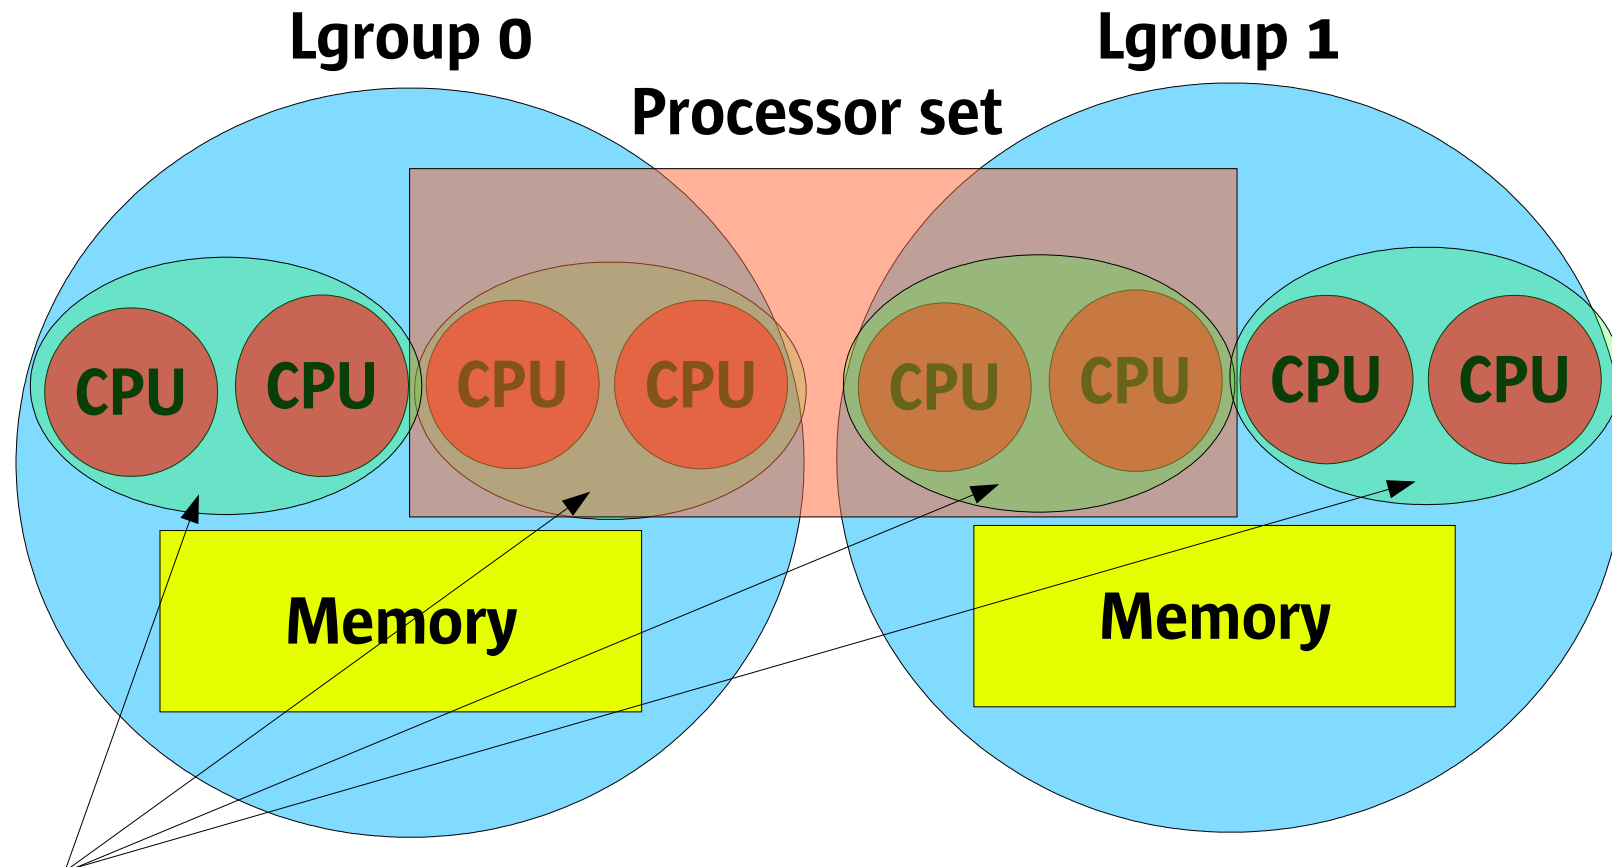 Lgroup 0
Lgroup 1
Processor set
CPU CPU CPU CPU CPU CPU CPU CPU
Memory
Memory